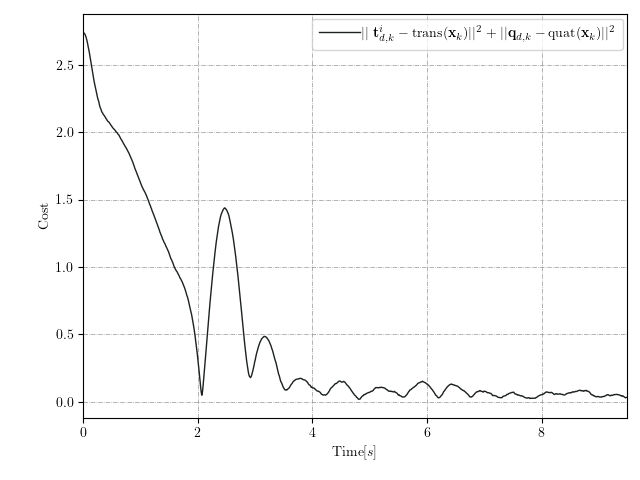 || t^i_{d,k} − trans(x_k)||^2 + ||q_{d,k} − quat(x_k)||^2
2.5
2.0
1.5
1.0
0.5
0.0
Cost
0 2 4 6 8
Time[s]